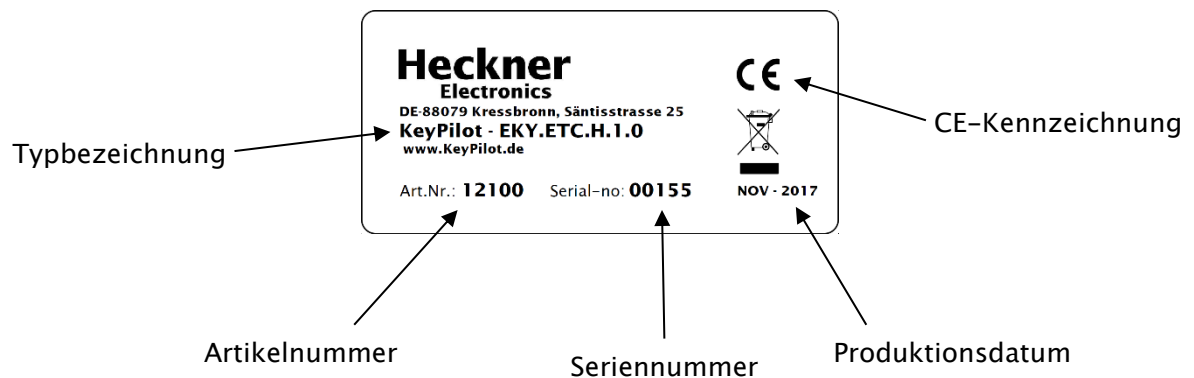 Heckner
Electronics
DE-88079 Kressbronn, Säntisstrasse 25
KeyPilot - EKY.ETC.H.1.0
www.KeyPilot.de
Art.Nr.: 12100 Serial-no: 00155
CE
NOV - 2017
Typbezeichnung
CE-Kennzeichnung
Artikelnummer
Seriennummer
Produktionsdatum